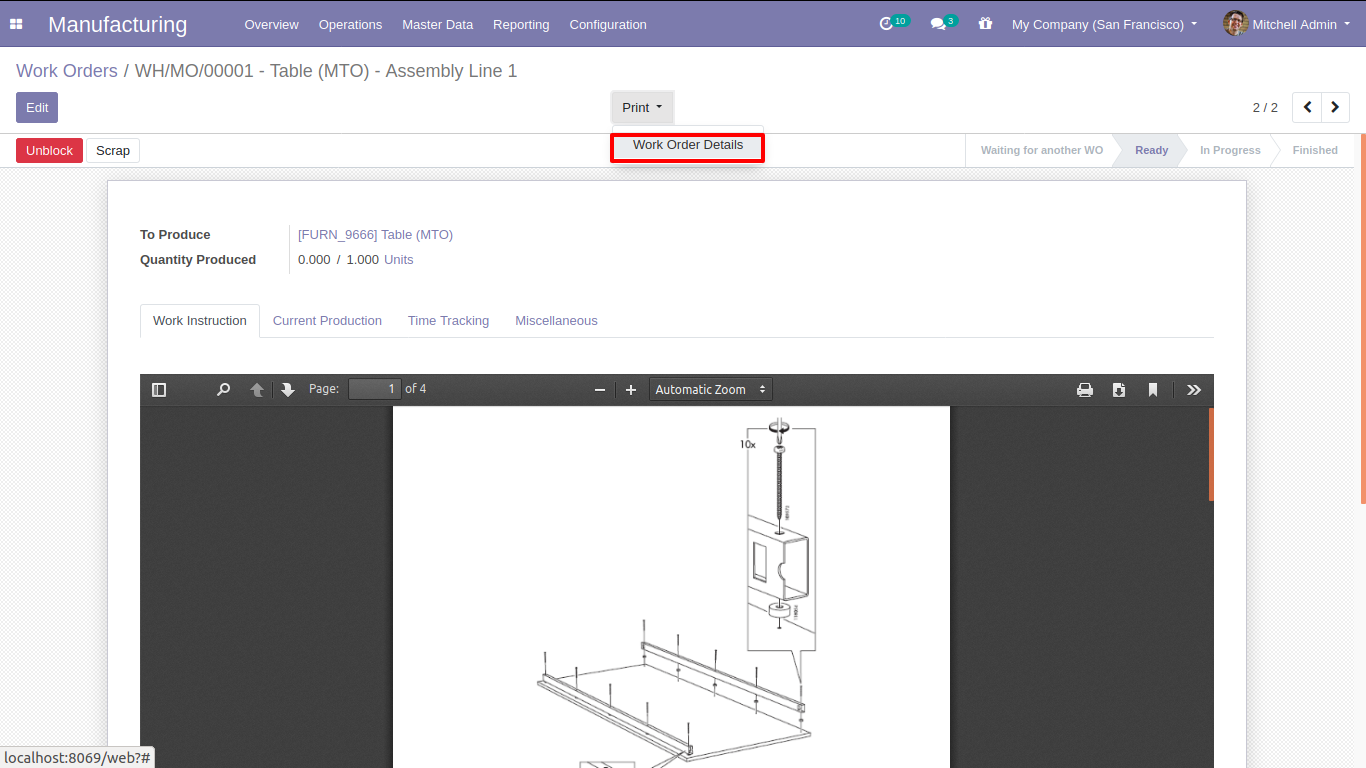 Manufacturing Overview Operations Master Data Reporting Configuration 10 3 My Company (San Francisco) Mitchell Admin
Work Orders / WH/MO/00001 - Table (MTO) - Assembly Line 1
Edit Print 2 / 2
Unblock Scrap Work Order Details Waiting for another WO Ready In Progress Finished
To Produce [FURN_9666] Table (MTO)
Quantity Produced 0.000 / 1.000 Units
Work Instruction Current Production Time Tracking Miscellaneous
Page: 1 of 4 Automatic Zoom
10x
localhost:8069/web?#